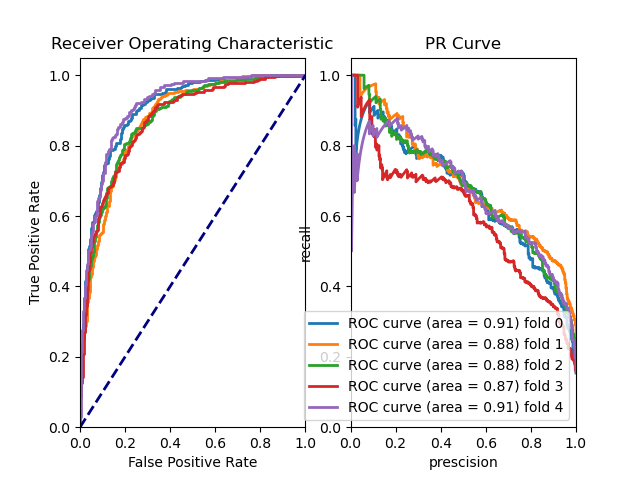 Receiver Operating Characteristic
PR Curve
1.0
0.8
0.6
0.4
0.2
0.0
True Positive Rate
0.0 0.2 0.4 0.6 0.8 1.0
False Positive Rate
1.0
0.8
0.6
0.4
0.2
0.0
recall
0.0 0.2 0.4 0.6 0.8 1.0
prescision
ROC curve (area = 0.91) fold 0
ROC curve (area = 0.88) fold 1
ROC curve (area = 0.88) fold 2
ROC curve (area = 0.87) fold 3
ROC curve (area = 0.91) fold 4